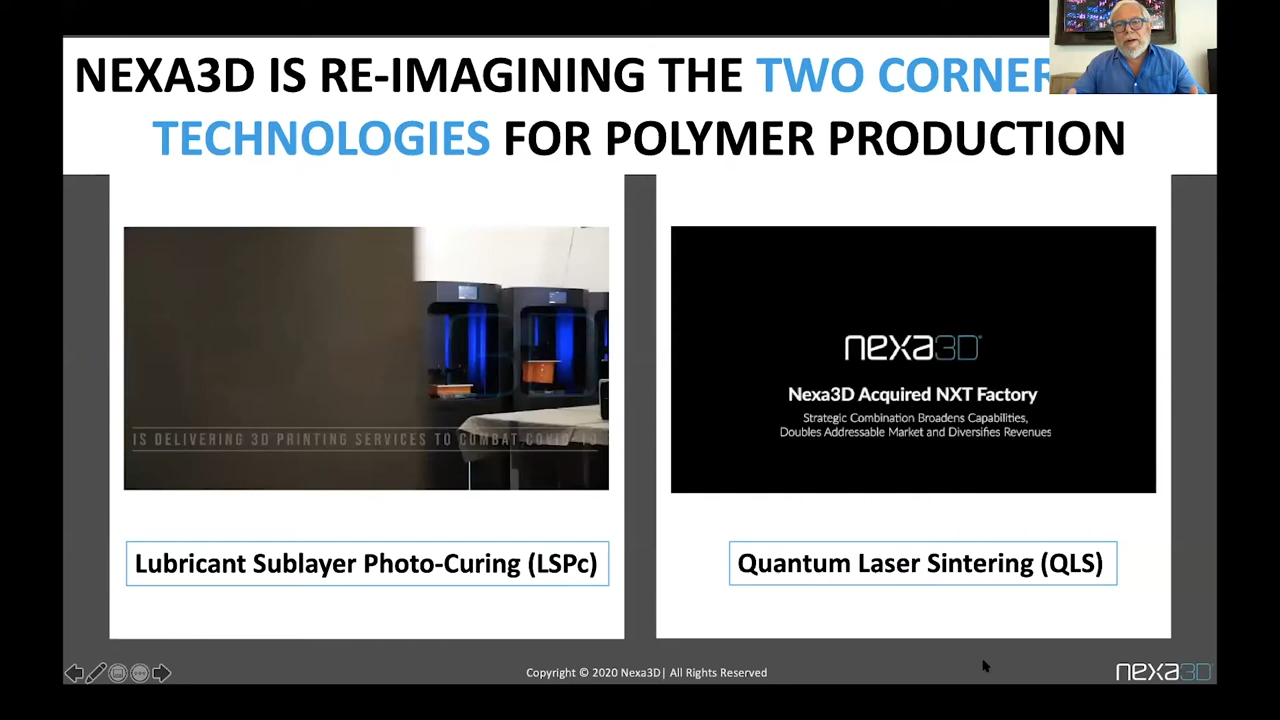 NEXA3D IS RE-IMAGINING THE TWO CORNER
TECHNOLOGIES FOR POLYMER PRODUCTION
IS DELIVERING 3D PRINTING SERVICES TO COMBAT COVID-19
nexa3D
Nexa3D Acquired NXT Factory
Strategic Combination Broadens Capabilities,
Doubles Addressable Market and Diversifies Revenues
Lubricant Sublayer Photo-Curing (LSPc)
Quantum Laser Sintering (QLS)
Copyright © 2020 Nexa3D| All Rights Reserved
nexa3D